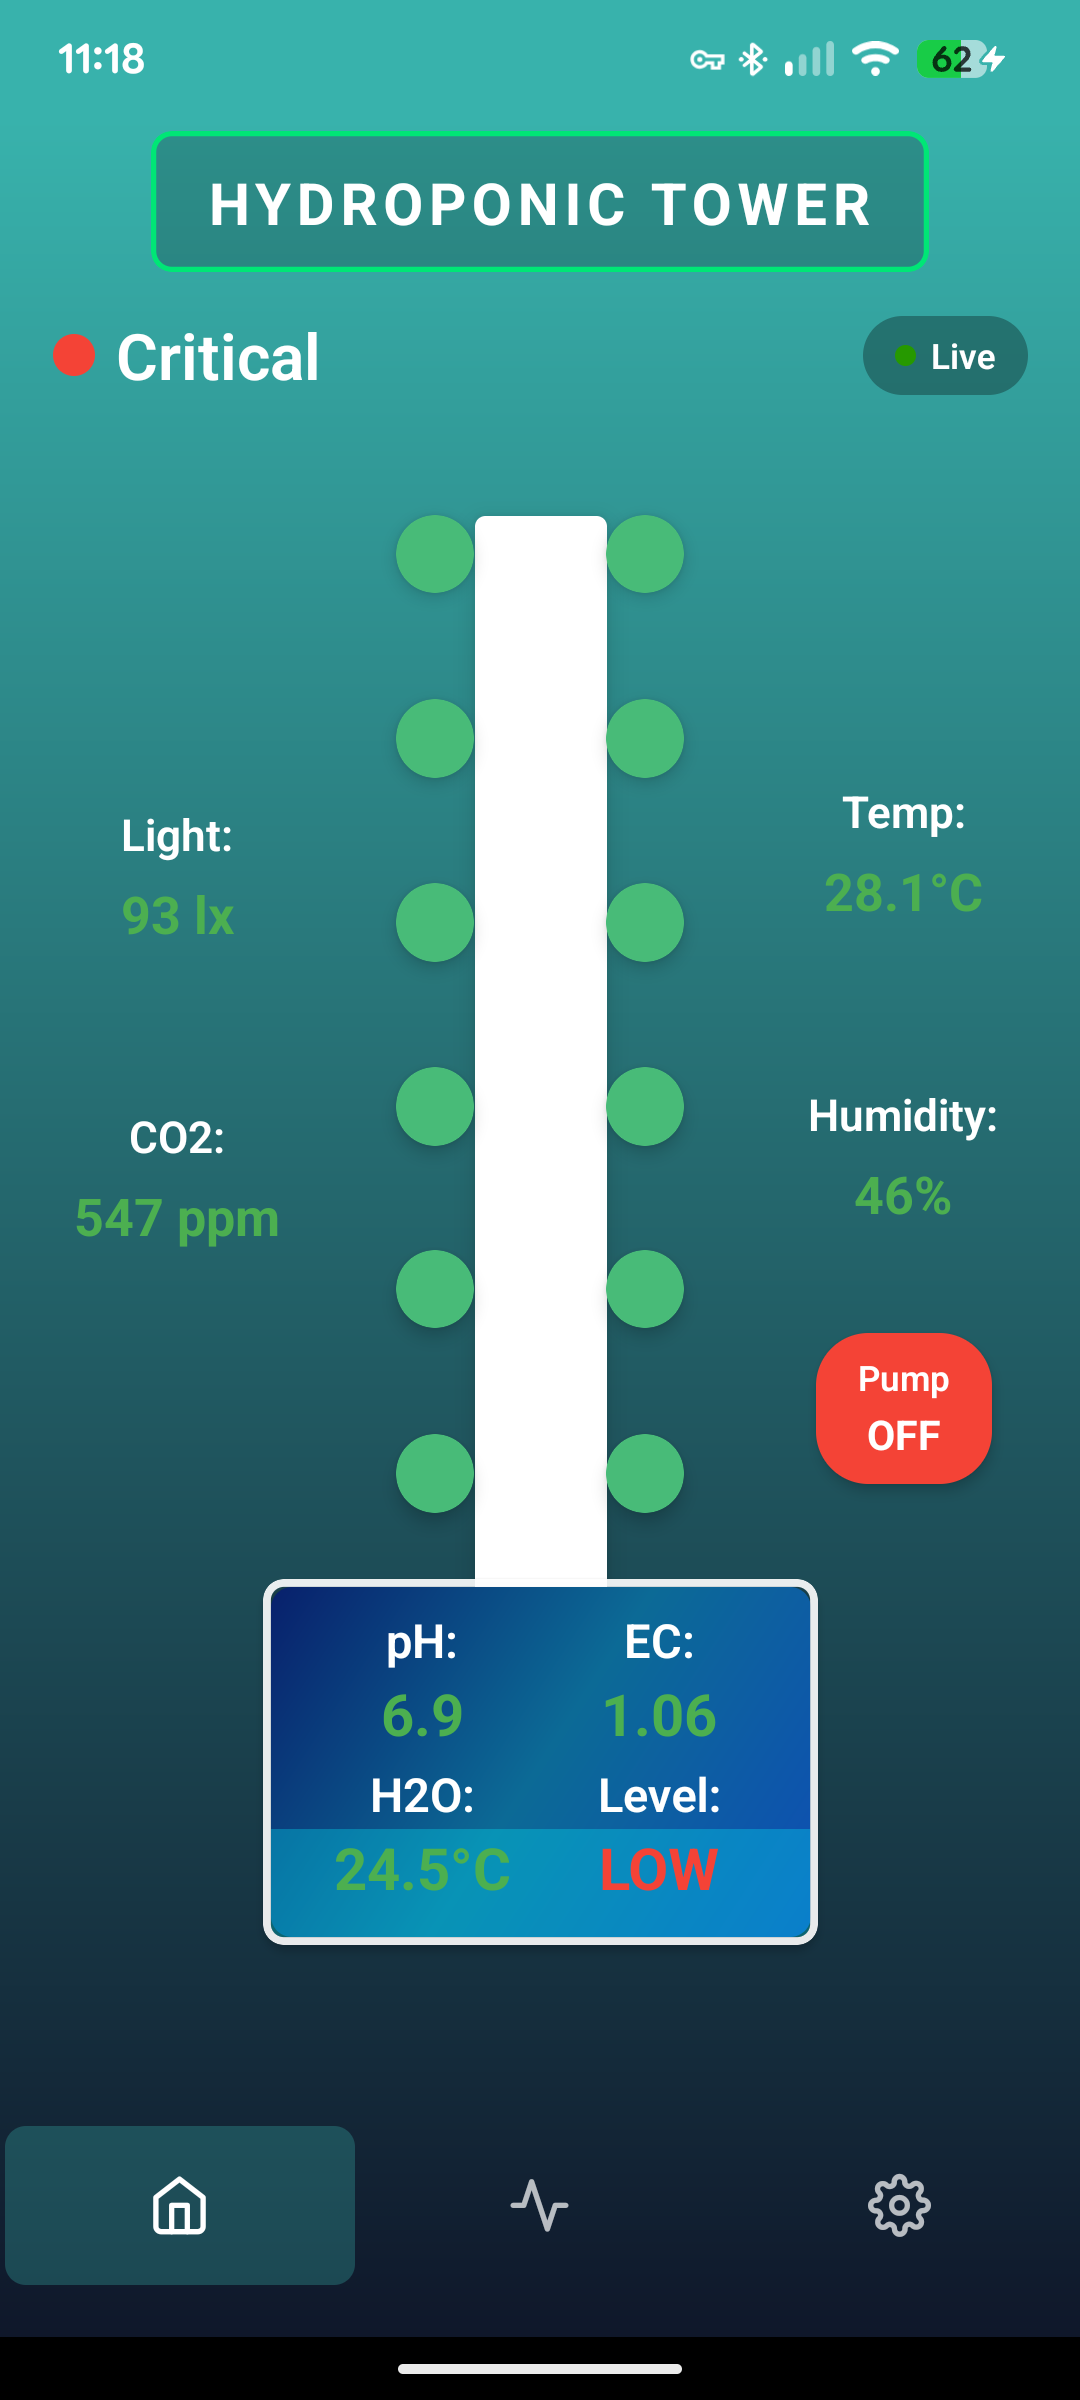 11:18
62
HYDROPONIC TOWER
Critical
Live
Light:
93 lx
Temp:
28.1°C
CO2:
547 ppm
Humidity:
46%
Pump
OFF
pH:
EC:
6.9
1.06
H2O:
Level:
24.5°C
LOW